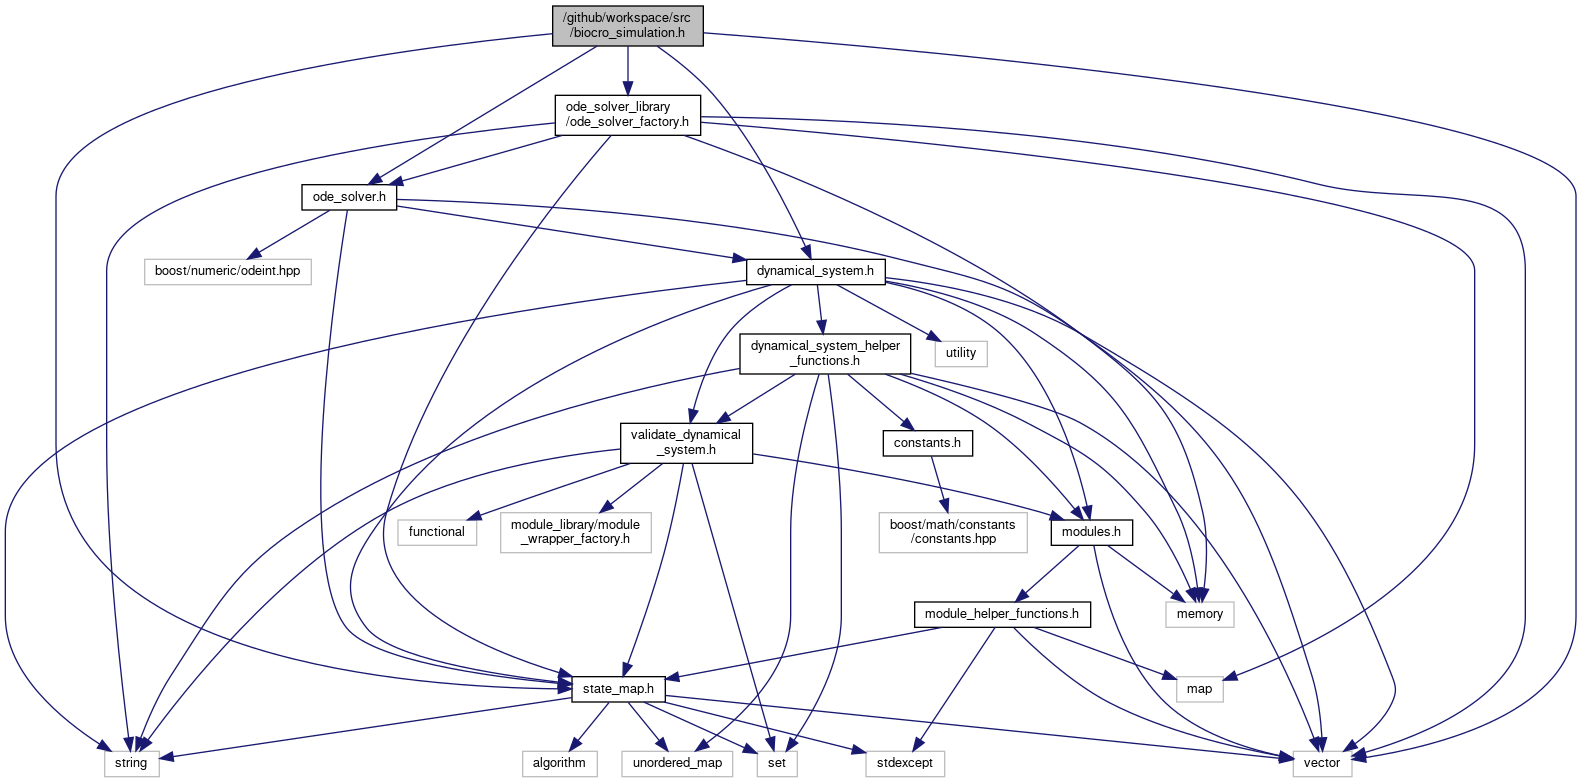 /github/workspace/src
/biocro_simulation.h
ode_solver_library
/ode_solver_factory.h
ode_solver.h
boost/numeric/odeint.hpp
dynamical_system.h
dynamical_system_helper
_functions.h
utility
validate_dynamical
_system.h
constants.h
functional
module_library/module
_wrapper_factory.h
boost/math/constants
/constants.hpp
modules.h
module_helper_functions.h
memory
state_map.h
map
string
algorithm
unordered_map
set
stdexcept
vector